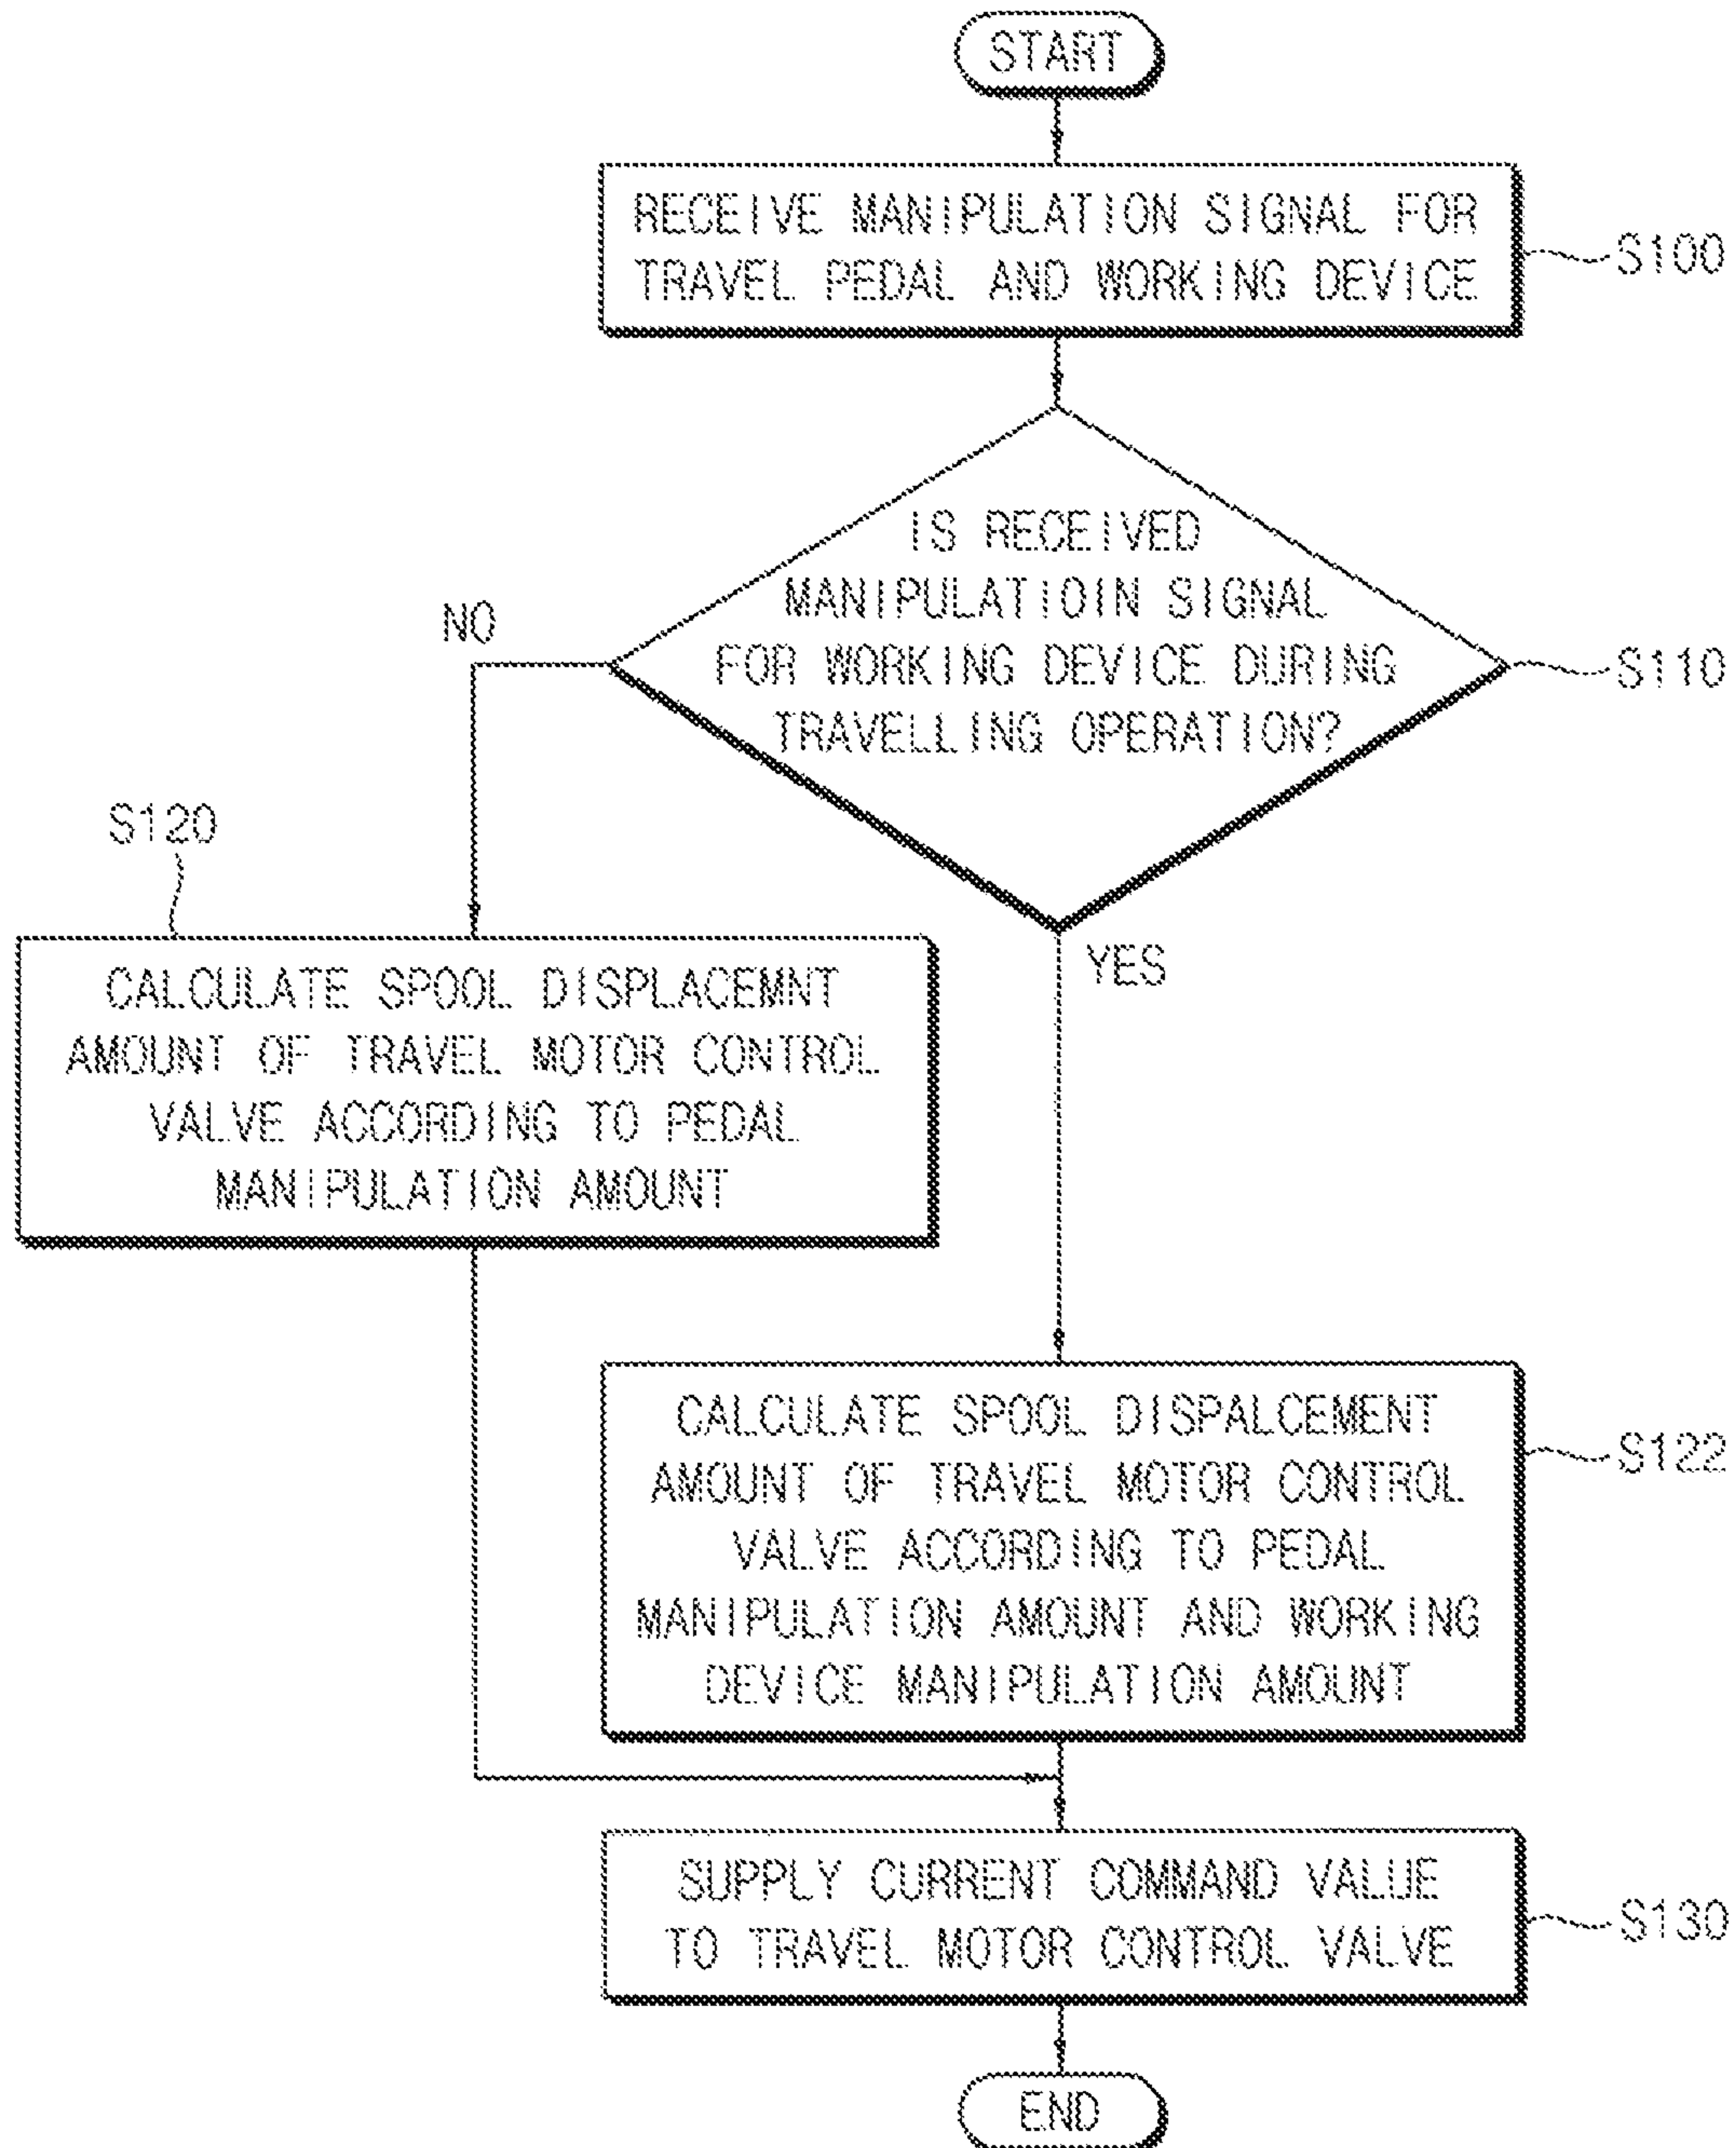 START
RECEIVE MANIPULATION SIGNAL FOR
TRAVEL PEDAL AND WORKING DEVICE
S100
IS RECEIVED
MANIPULATIOIN SIGNAL
FOR WORKING DEVICE DURING
TRAVELLING OPERATION?
S110
NO
YES
S120
CALCULATE SPOOL DISPLACEMNT
AMOUNT OF TRAVEL MOTOR CONTROL
VALVE ACCORDING TO PEDAL
MANIPULATION AMOUNT
CALCULATE SPOOL DISPALCEMENT
AMOUNT OF TRAVEL MOTOR CONTROL
VALVE ACCORDING TO PEDAL
MANIPULATION AMOUNT AND WORKING
DEVICE MANIPULATION AMOUNT
S122
SUPPLY CURRENT COMMAND VALUE
TO TRAVEL MOTOR CONTROL VALVE
S130
END